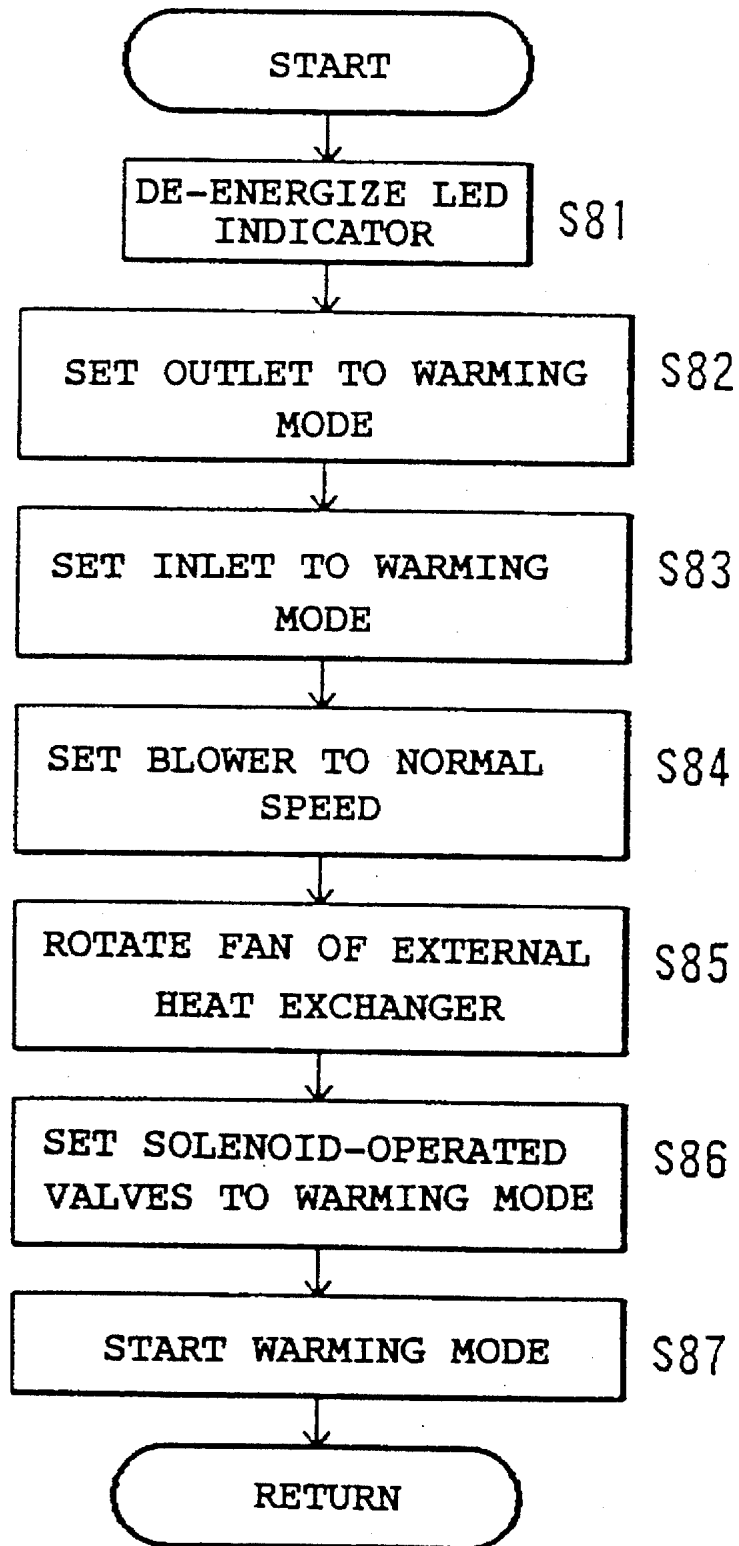 START
DE-ENERGIZE LED
INDICATOR
S81
SET OUTLET TO WARMING
MODE
S82
SET INLET TO WARMING
MODE
S83
SET BLOWER TO NORMAL
SPEED
S84
ROTATE FAN OF EXTERNAL
HEAT EXCHANGER
S85
SET SOLENOID-OPERATED
VALVES TO WARMING MODE
S86
START WARMING MODE
S87
RETURN